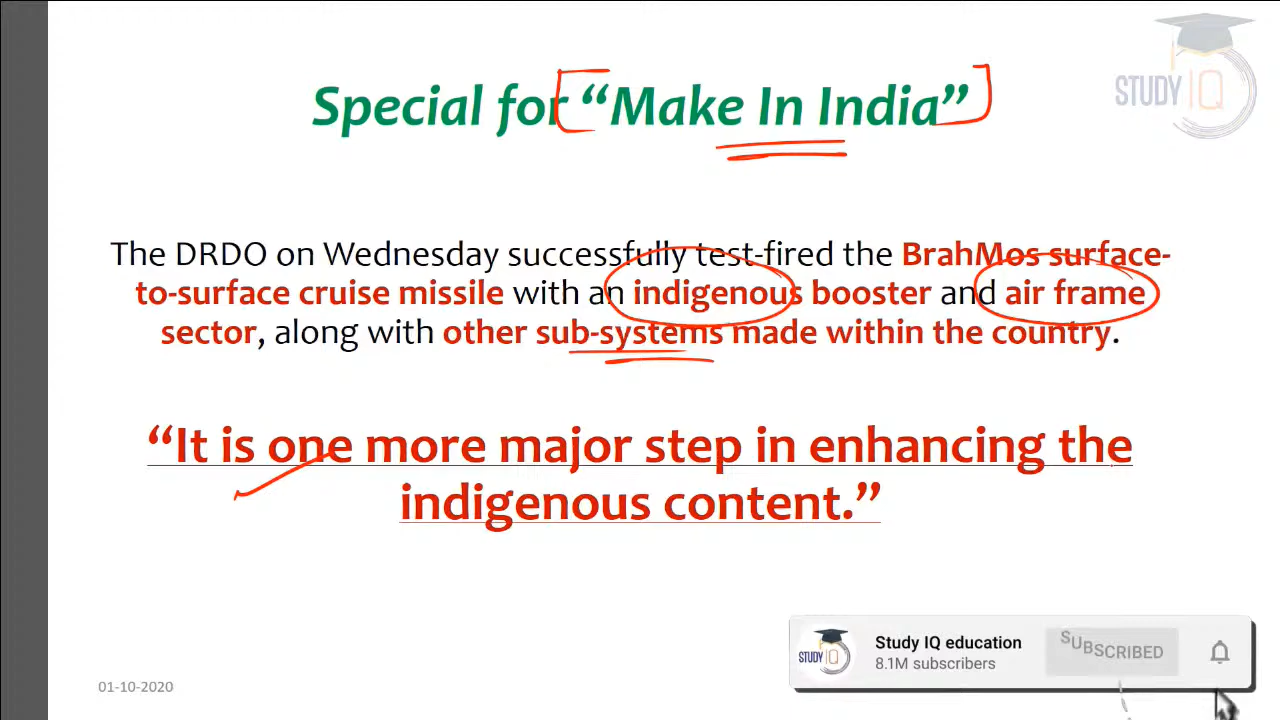 STUDY IQ
Special for “Make In India”
The DRDO on Wednesday successfully test-fired the BrahMos surface-
to-surface cruise missile with an indigenous booster and air frame
sector, along with other sub-systems made within the country.
“It is one more major step in enhancing the
indigenous content.”
STUDY IQ
Study IQ education
8.1M subscribers
SUBSCRIBED
01-10-2020